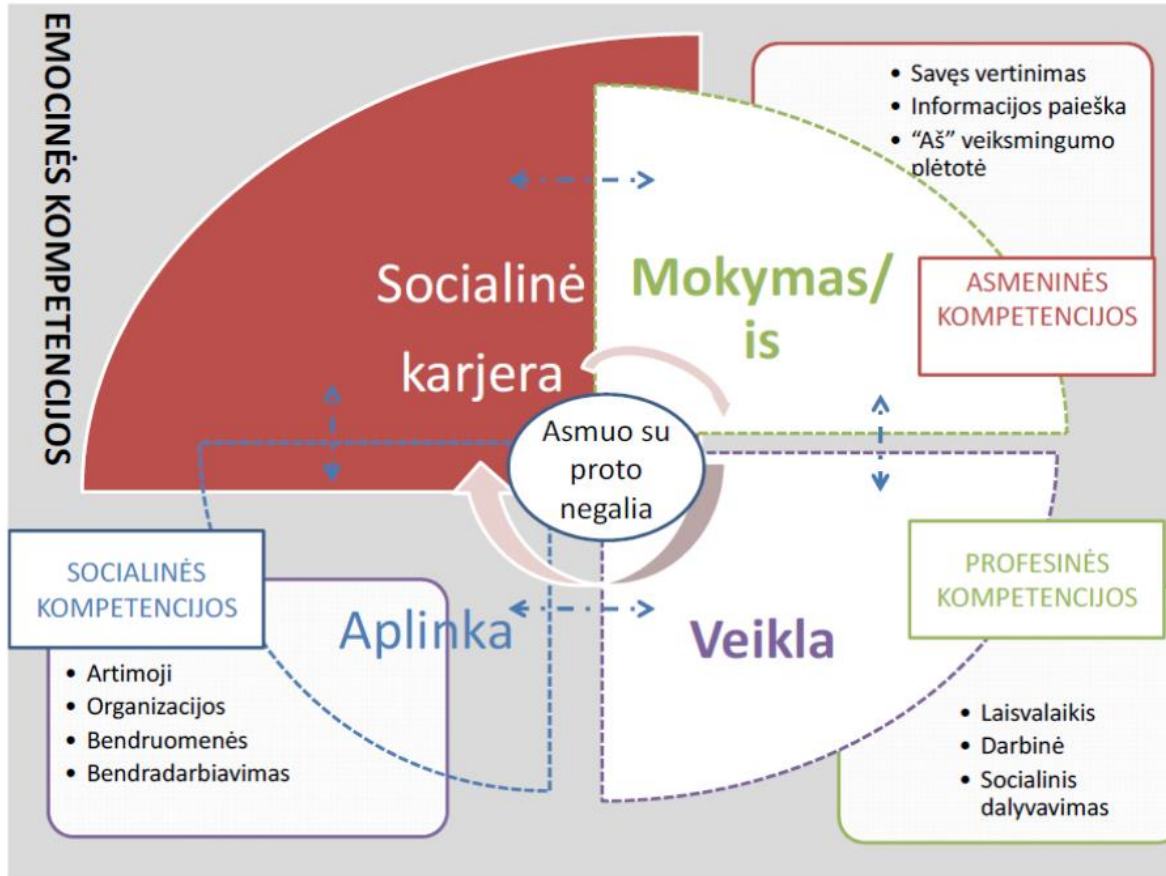 EMOCINĖS KOMPETENCIJOS
• Savęs vertinimas
• Informacijos paieška
• “Aš” veiksmingumo
plėtotė
Socialinė
karjera
Mokymas/
is
ASMENINĖS
KOMPETENCIJOS
Asmuo su
proto
negalia
SOCIALINĖS
KOMPETENCIJOS
PROFESINĖS
KOMPETENCIJOS
Aplinka
Veikla
• Artimoji
• Organizacijos
• Bendruomenės
• Bendradarbiavimas
• Laisvalaikis
• Darbinė
• Socialinis
dalyvavimas